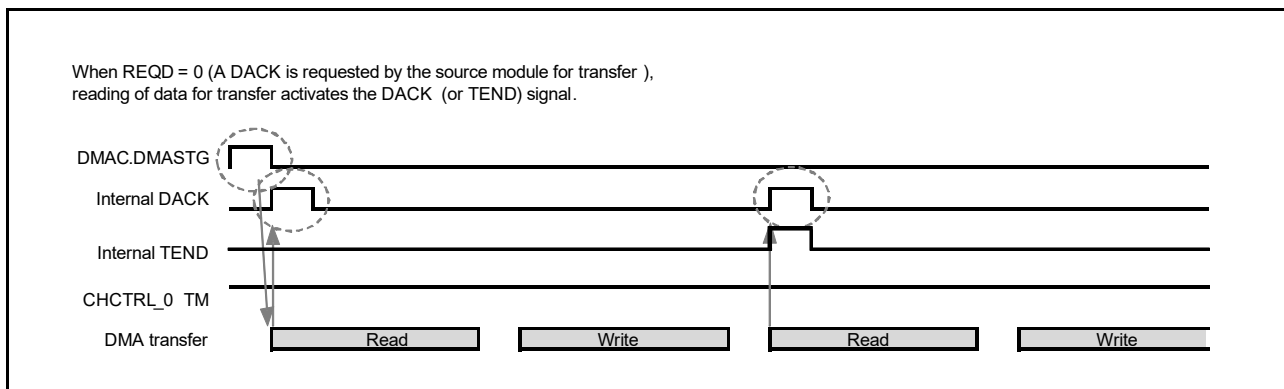 When REQD = 0 (A DACK is requested by the source module for transfer ),
reading of data for transfer activates the DACK (or TEND) signal.
DMAC.DMASTG
Internal DACK
Internal TEND
CHCTRL_0 TM
DMA transfer Read Write Read Write